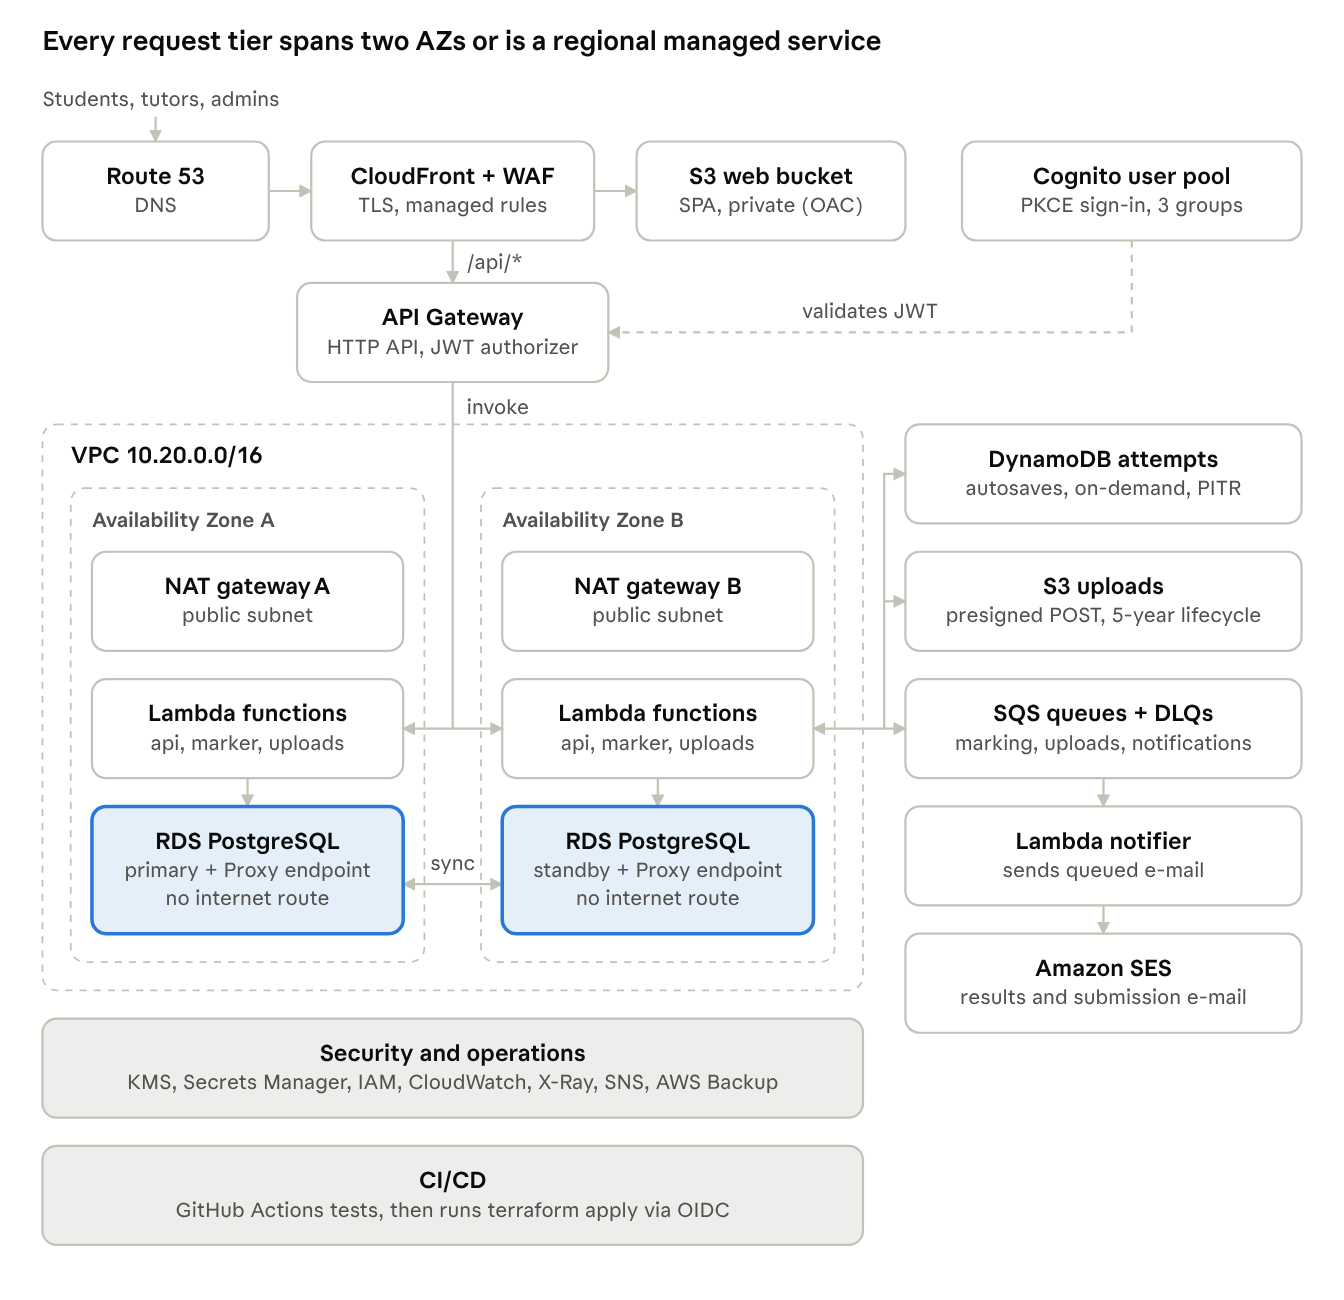 Every request tier spans two AZs or is a regional managed service
Students, tutors, admins
Route 53
DNS
CloudFront + WAF
TLS, managed rules
S3 web bucket
SPA, private (OAC)
Cognito user pool
PKCE sign-in, 3 groups
/api/*
validates JWT
API Gateway
HTTP API, JWT authorizer
invoke
VPC 10.20.0.0/16
Availability Zone A
NAT gateway A
public subnet
Lambda functions
api, marker, uploads
RDS PostgreSQL
primary + Proxy endpoint
no internet route
sync
Availability Zone B
NAT gateway B
public subnet
Lambda functions
api, marker, uploads
RDS PostgreSQL
standby + Proxy endpoint
no internet route
DynamoDB attempts
autosaves, on-demand, PITR
S3 uploads
presigned POST, 5-year lifecycle
SQS queues + DLQs
marking, uploads, notifications
Lambda notifier
sends queued e-mail
Amazon SES
results and submission e-mail
Security and operations
KMS, Secrets Manager, IAM, CloudWatch, X-Ray, SNS, AWS Backup
CI/CD
GitHub Actions tests, then runs terraform apply via OIDC